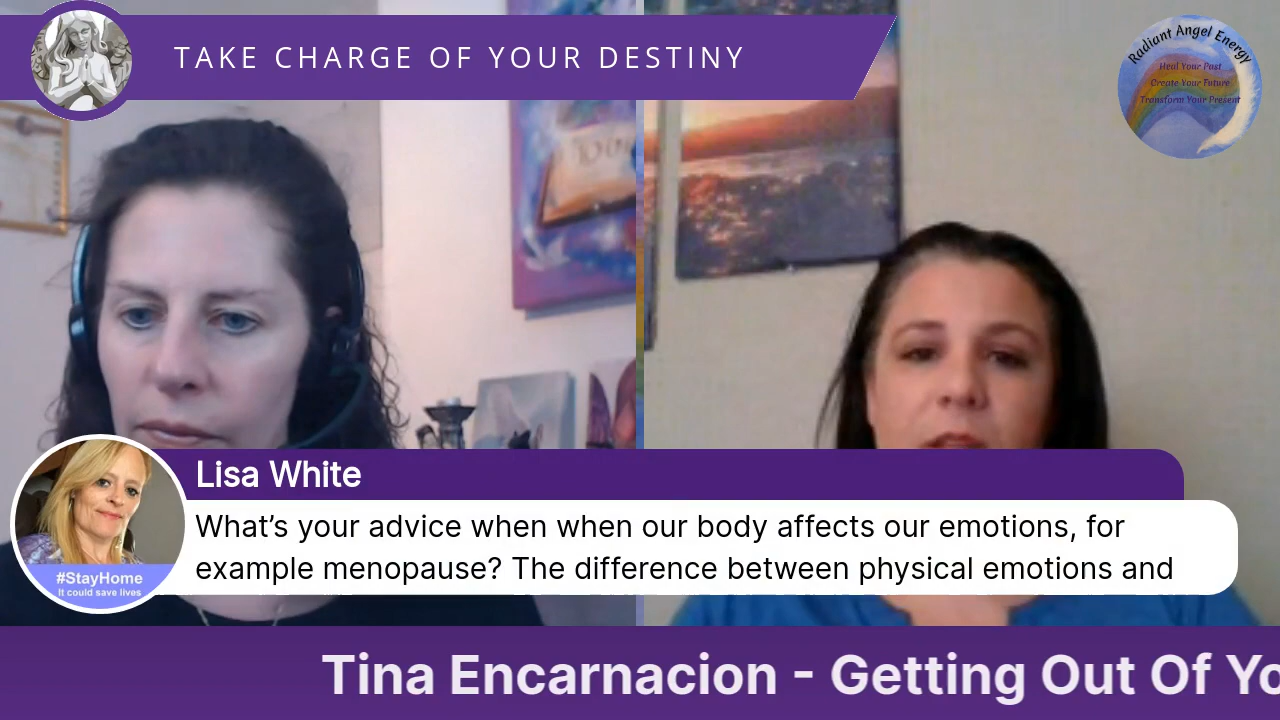 TAKE CHARGE OF YOUR DESTINY
Radiant Angel Energy
Heal Your Past
Create Your Future
Transform Your Present
Lisa White
What’s your advice when when our body affects our emotions, for
example menopause? The difference between physical emotions and
#StayHome
It could save lives
Tina Encarnacion - Getting Out Of Yo